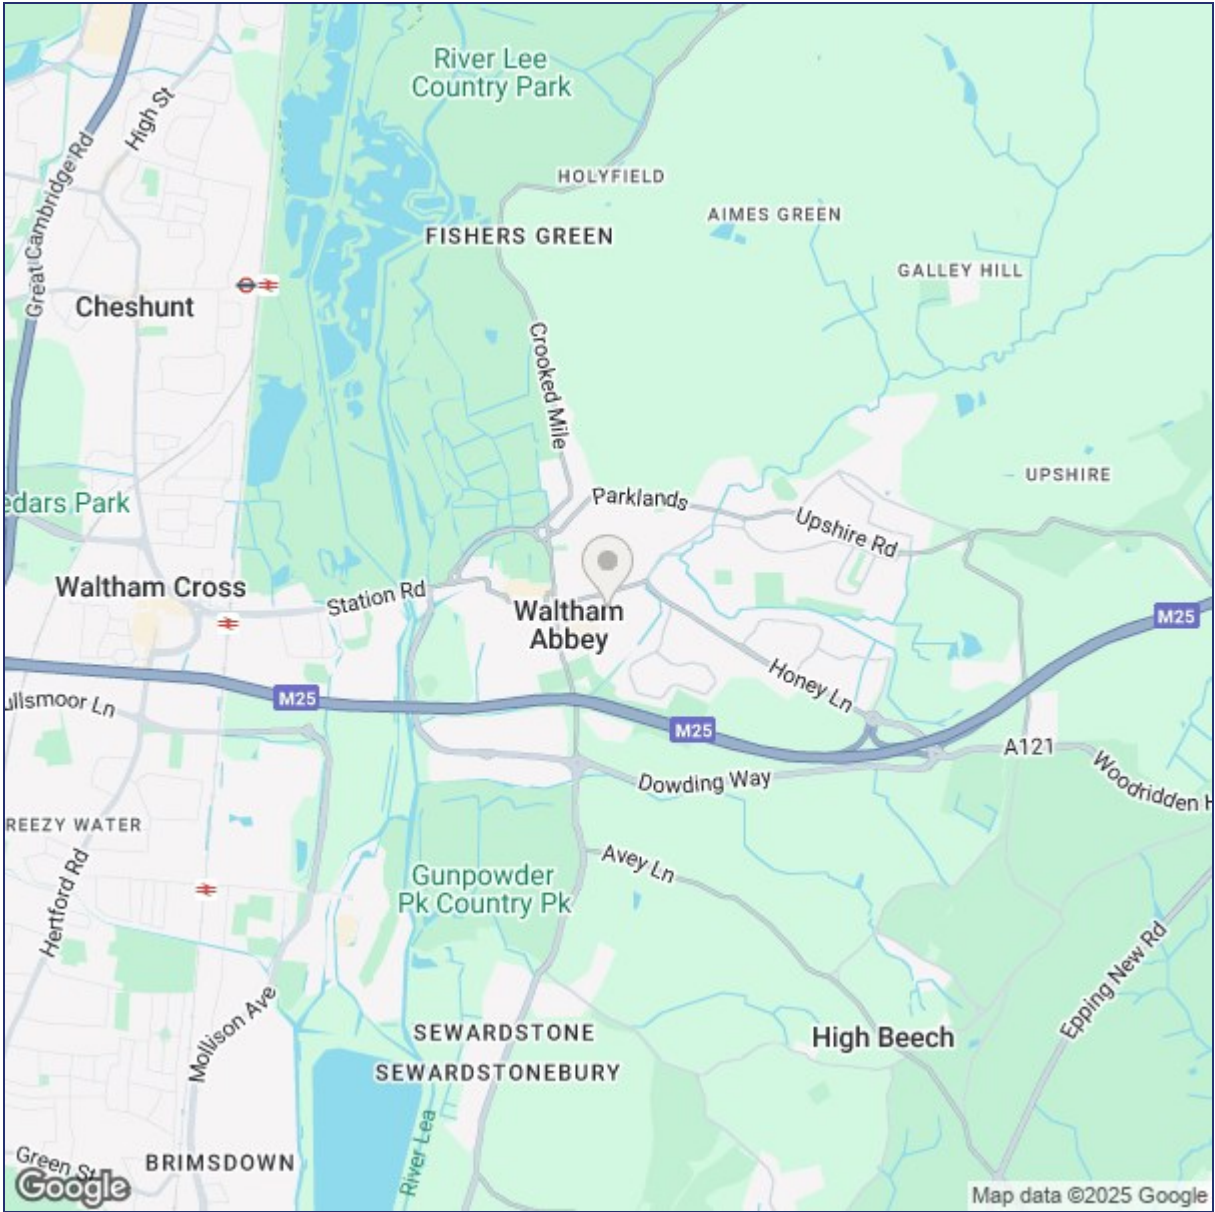 River Lee
Country Park
High St
Great Cambridge Rd
HOLYFIELD
AIMES GREEN
FISHERS GREEN
GALLEY HILL
Cheshunt
Crooked Mile
UPSHIRE
edars Park
Parklands
Upshire Rd
Waltham Cross
Station Rd
Waltham
Abbey
M25
Honey Ln
M25
ullsmoor Ln
M25
A121
Dowding Way
Woodridden H
REEZY WATER
Hertford Rd
Avey Ln
Gunpowder
Pk Country Pk
Epping New Rd
Mollison Ave
SEWARDSTONE
High Beech
SEWARDSTONEBURY
River Lea
Green St
BRIMSDOWN
Google
Map data ©2025 Google